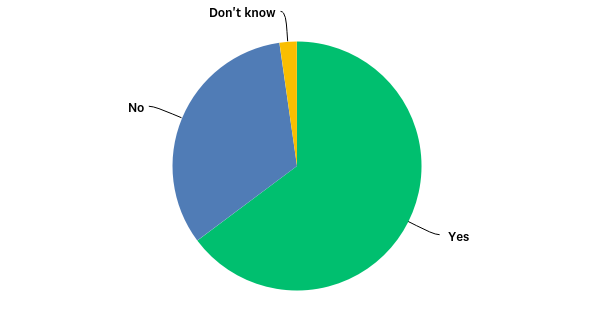 Don't know
No
Yes